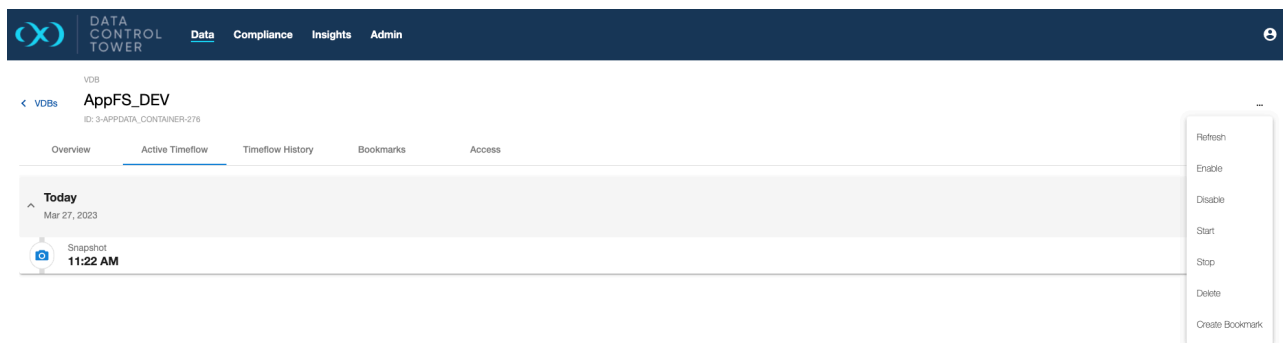 DATA
CONTROL
TOWER
Data Compliance Insights Admin
VDB
VDBs
AppFS_DEV
ID: 3-APPDATA_CONTAINER-276
...
Overview Active Timeflow Timeflow History Bookmarks Access
Refresh
Enable
Disable
Start
Stop
Delete
Create Bookmark
Today
Mar 27, 2023
Snapshot
11:22 AM